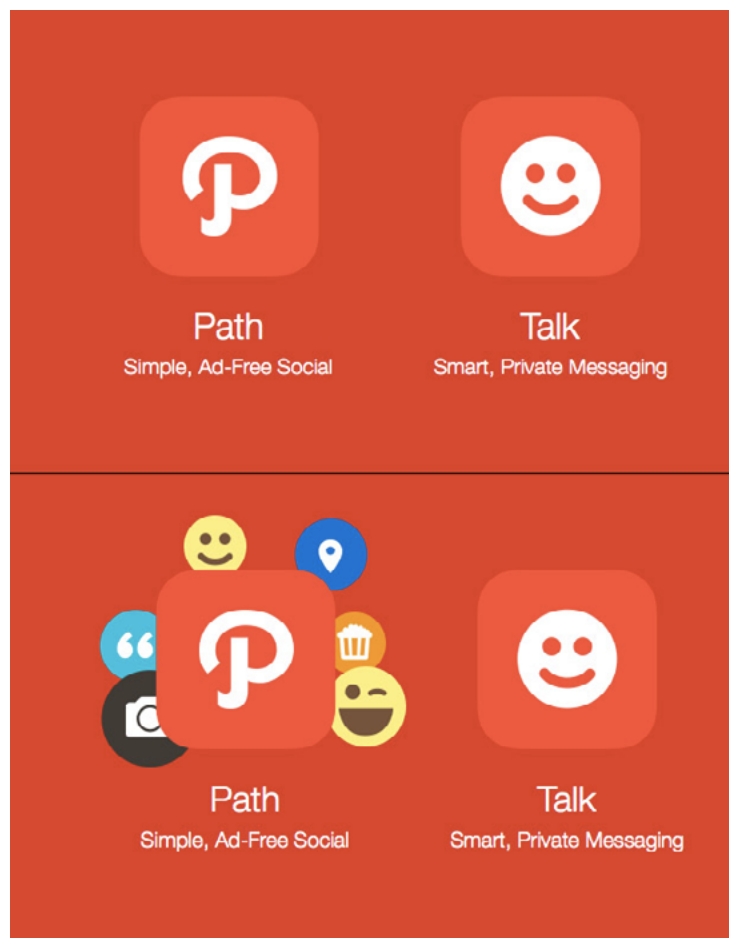 Path
Talk
Simple, Ad-Free Social
Smart, Private Messaging
Path
Talk
Simple, Ad-Free Social
Smart, Private Messaging